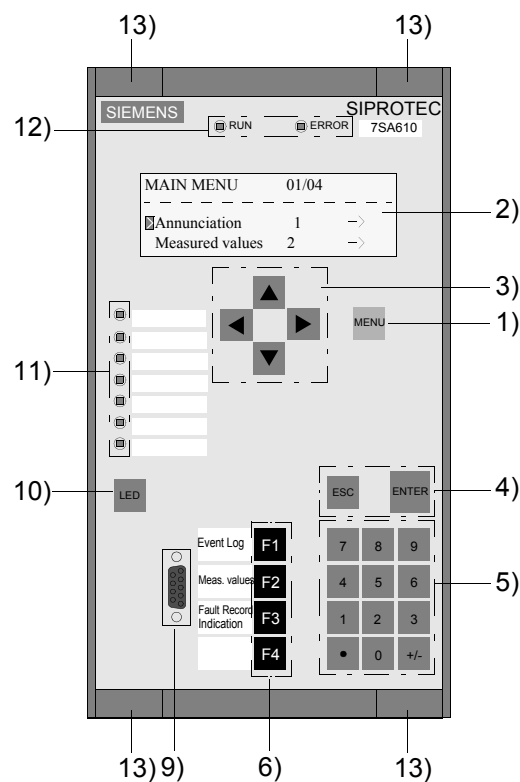 13) 13)
SIEMENS SIPROTEC
12) RUN ERROR 7SA610
MAIN MENU 01/04
2)
Annunciation 1
Measured values 2
3)
MENU 1)
11)
10) LED ESC ENTER 4)
Event Log F1 7 8 9
Meas. values F2 4 5 6 5)
Fault Record F3 1 2 3
Indication
F4 • 0 +/-
13) 9) 6) 13)